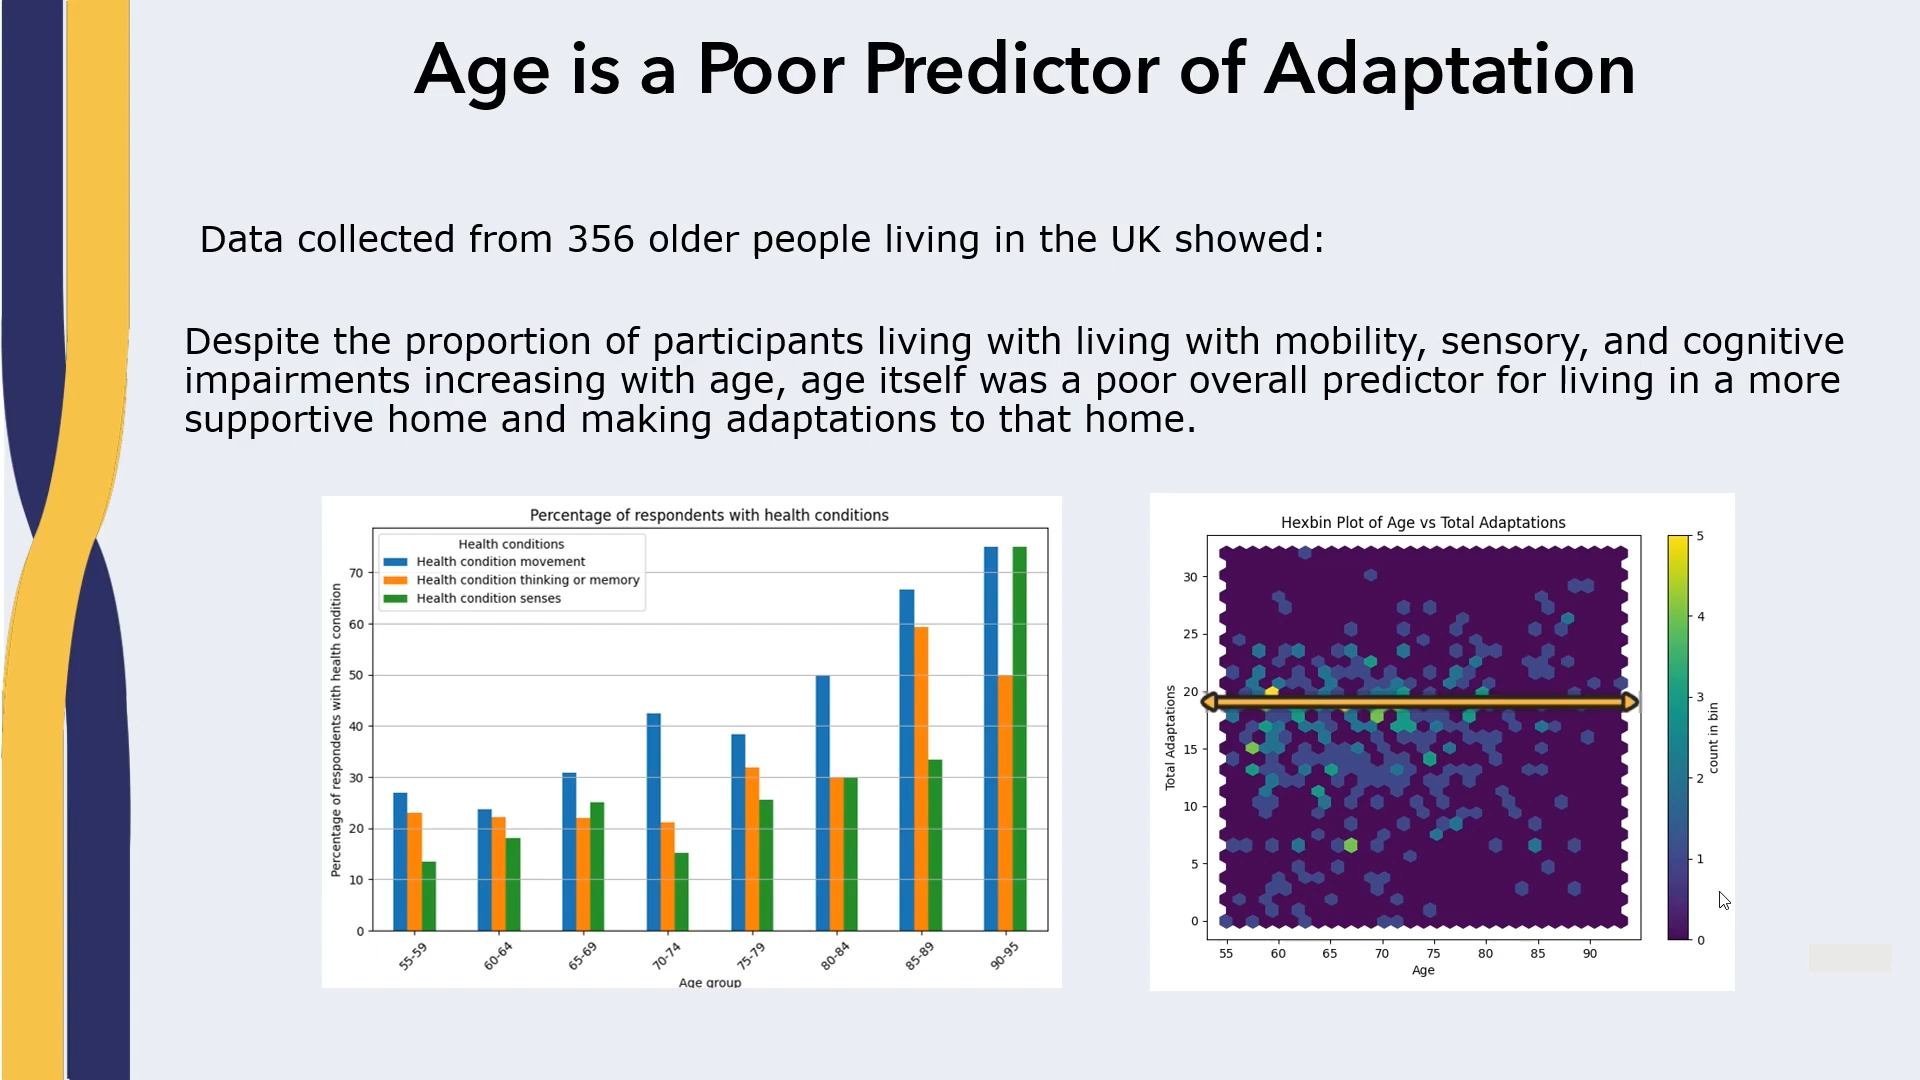 Age is a Poor Predictor of Adaptation
Data collected from 356 older people living in the UK showed:
Despite the proportion of participants living with living with mobility, sensory, and cognitive
impairments increasing with age, age itself was a poor overall predictor for living in a more
supportive home and making adaptations to that home.
Percentage of respondents with health conditions
Health conditions
Health condition movement
Health condition thinking or memory
Health condition senses
Percentage of respondents with health condition
70
60
50
40
30
20
10
0
55-59
60-64
65-69
70-74
75-79
80-84
85-89
90-95
Age group
Hexbin Plot of Age vs Total Adaptations
Total Adaptations
30
25
20
15
10
5
0
55
60
65
70
75
80
85
90
Age
5
4
3
2
1
0
count in bin